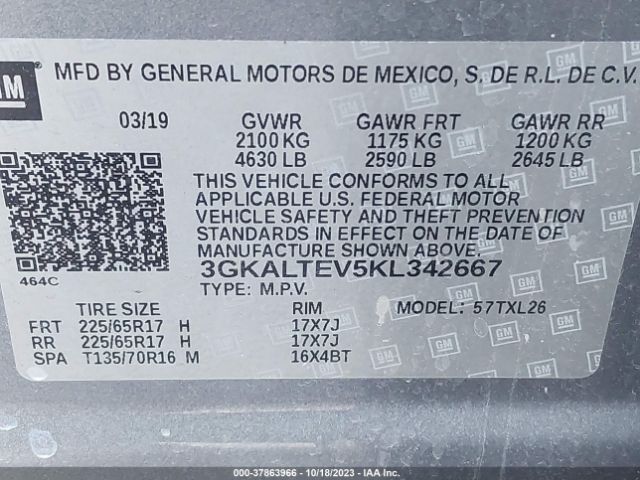 GM
MFD BY GENERAL MOTORS DE MEXICO, S. DE R.L. DE C.V.
03/19 GVWR GAWR FRT GAWR RR
2100 KG 1175 KG 1200 KG
4630 LB 2590 LB 2645 LB
THIS VEHICLE CONFORMS TO ALL
APPLICABLE U.S. FEDERAL MOTOR
VEHICLE SAFETY AND THEFT PREVENTION
STANDARDS IN EFFECT ON THE DATE OF
MANUFACTURE SHOWN ABOVE.
464C 3GKALTEV5KL342667
TYPE: M.P.V.
TIRE SIZE RIM MODEL: 57TXL26
FRT 225/65R17 H 17X7J
RR 225/65R17 H 17X7J
SPA T135/70R16 M 16X4BT
000-37863966 | 10/18/2023 | IAAI.COM